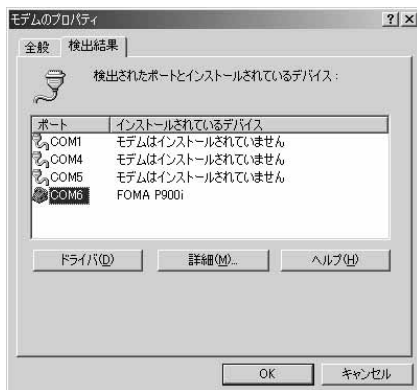 モデムのプロパティ
全般 検出結果
検出されたポートとインストールされているデバイス：
ポート インストールされているデバイス
COM1 モデムはインストールされていません
COM4 モデムはインストールされていません
COM5 モデムはインストールされていません
COM6 FOMA P900i
ドライバ(D) 詳細(M)... ヘルプ(H)
OK キャンセル